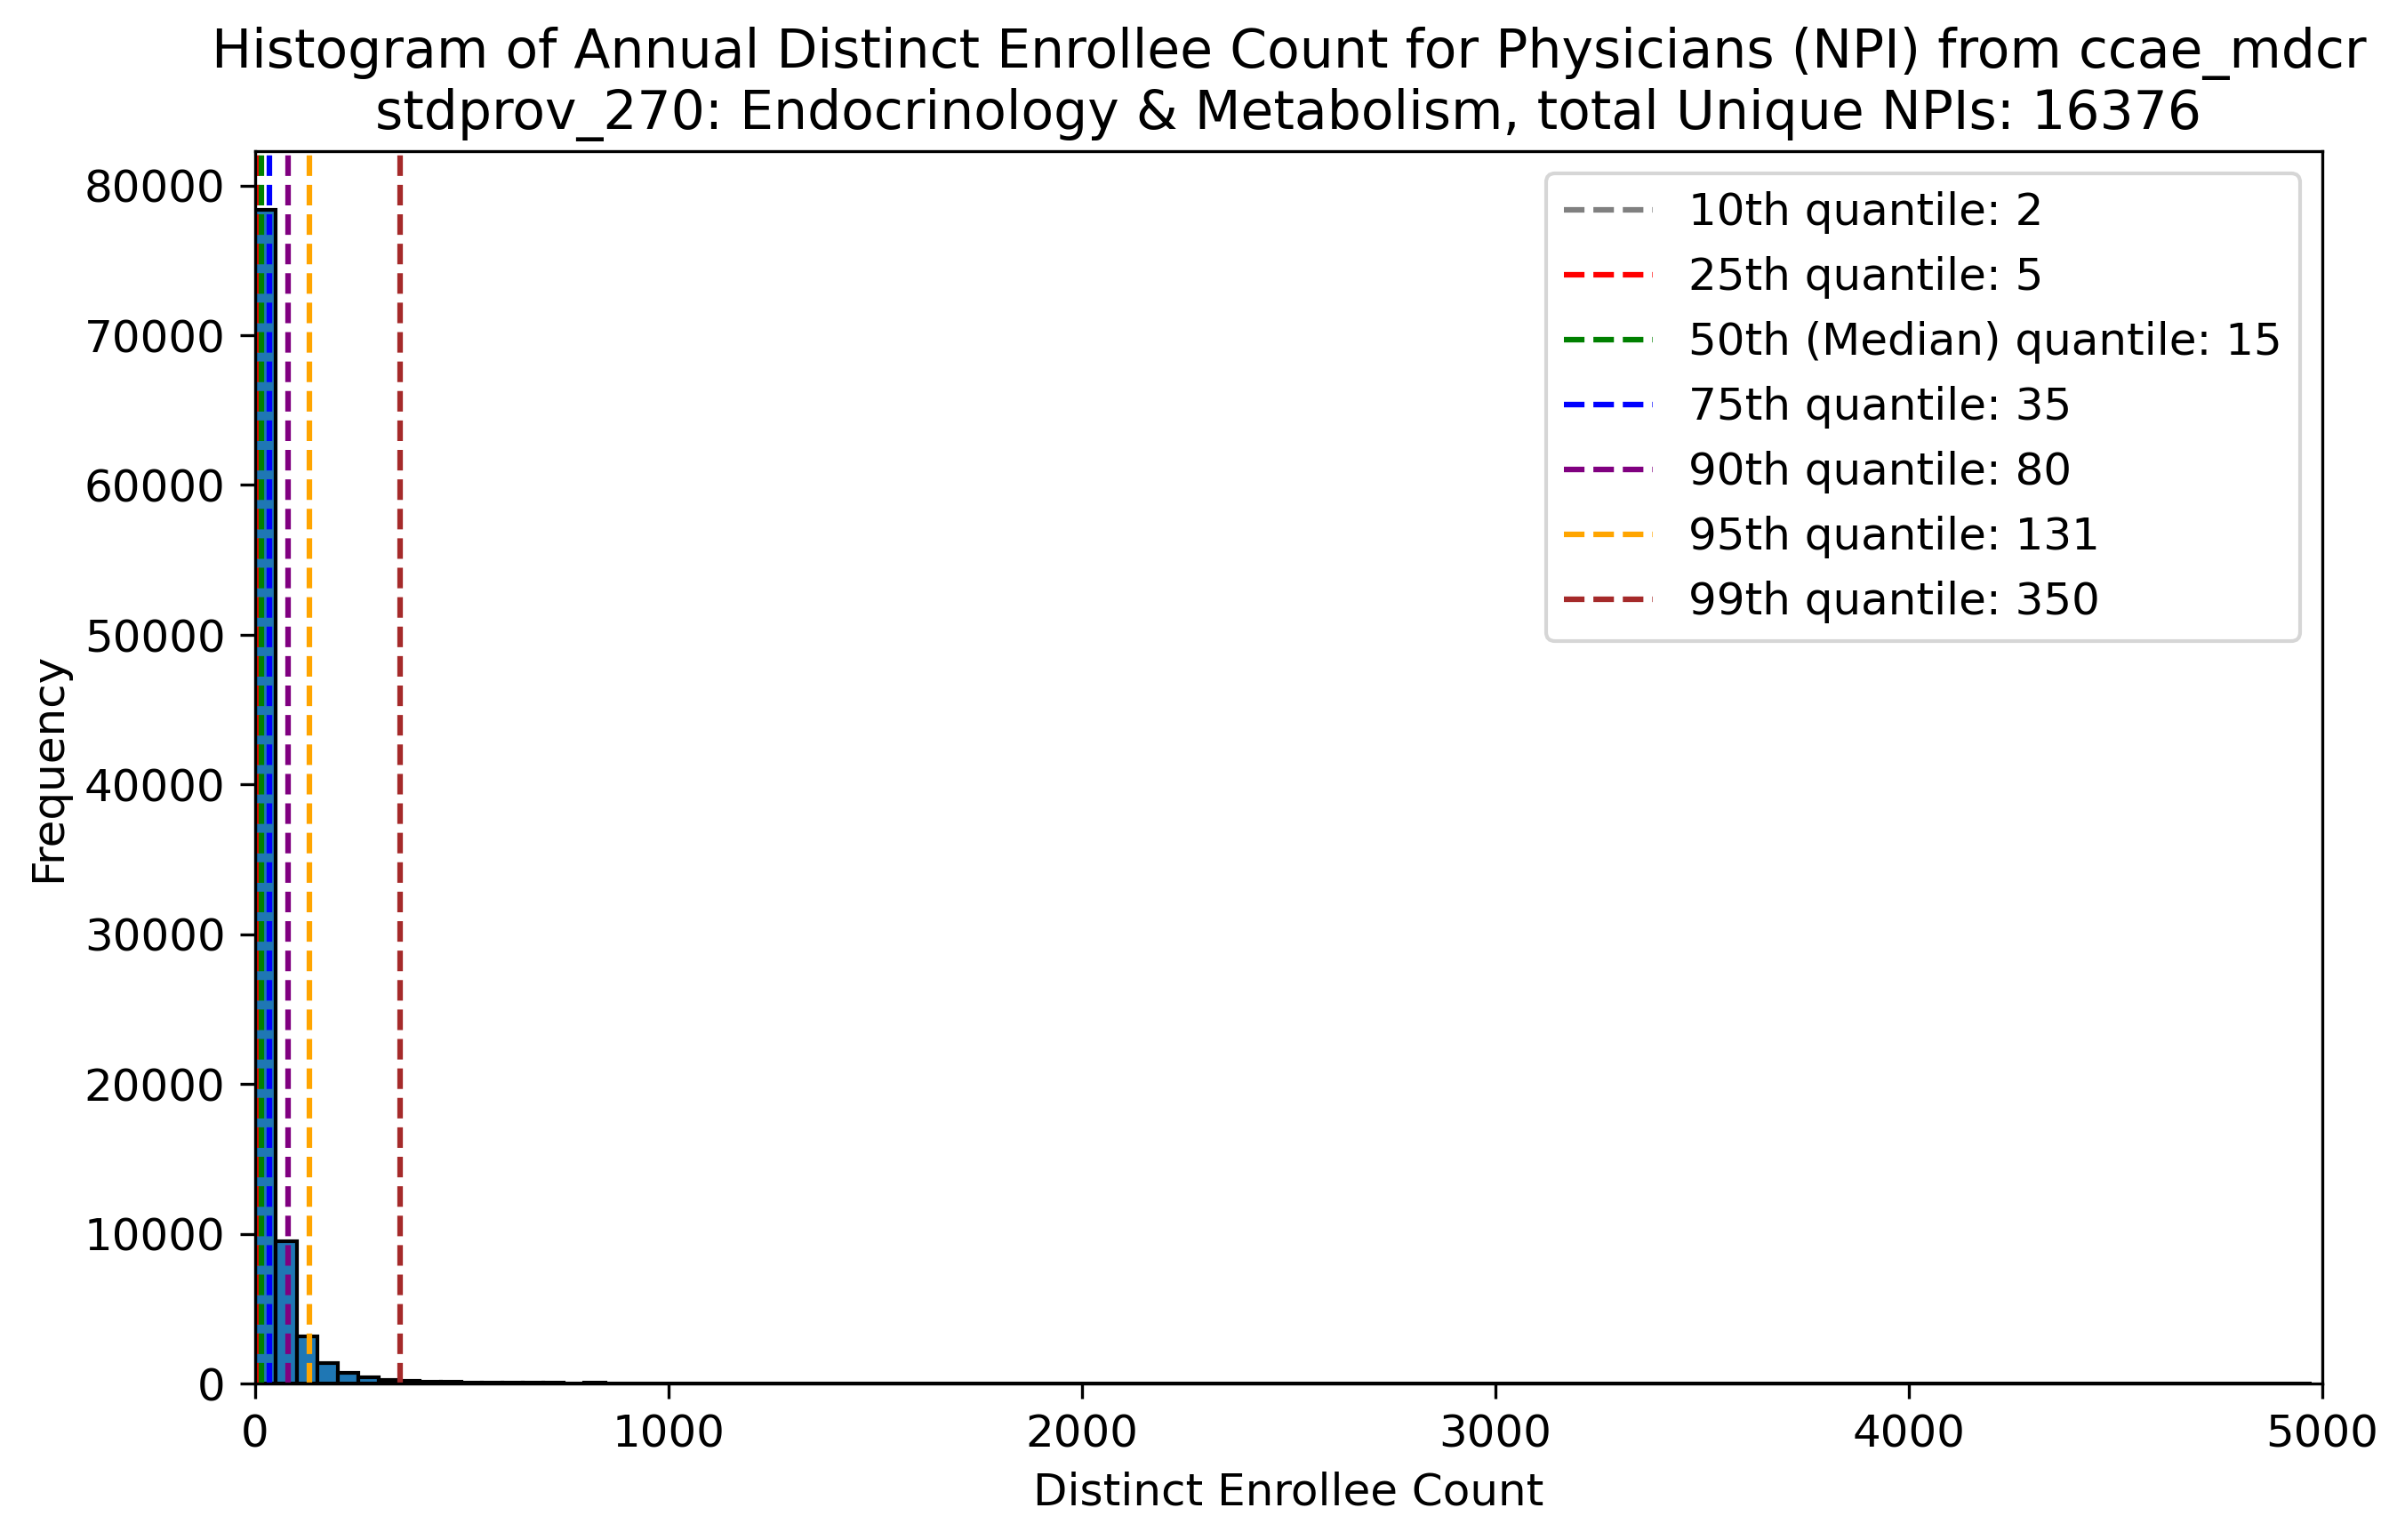 Histogram of Annual Distinct Enrollee Count for Physicians (NPI) from ccae_mdcr
stdprov_270: Endocrinology & Metabolism, total Unique NPIs: 16376
10th quantile: 2
25th quantile: 5
50th (Median) quantile: 15
75th quantile: 35
90th quantile: 80
95th quantile: 131
99th quantile: 350
Frequency
80000
70000
60000
50000
40000
30000
20000
10000
0
0 1000 2000 3000 4000 5000
Distinct Enrollee Count